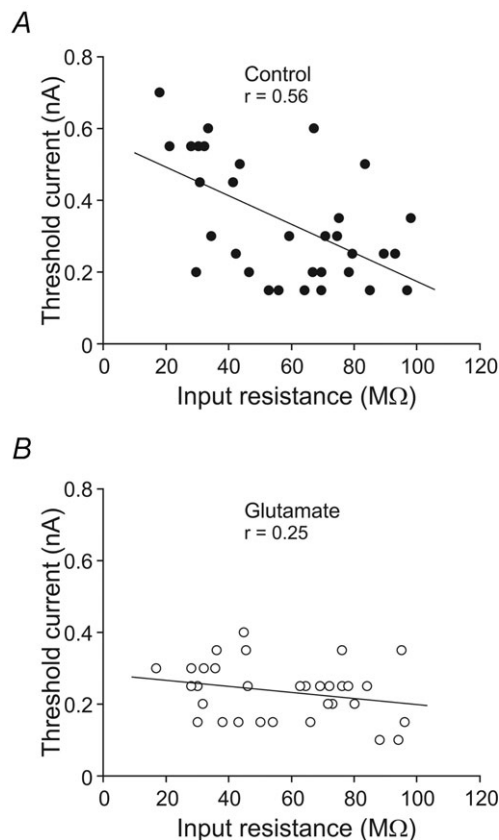 A
Control
r = 0.56
Threshold current (nA)
0.8
0.6
0.4
0.2
0
0 20 40 60 80 100 120
Input resistance (MΩ)
B
Glutamate
r = 0.25
Threshold current (nA)
0.8
0.6
0.4
0.2
0
0 20 40 60 80 100 120
Input resistance (MΩ)